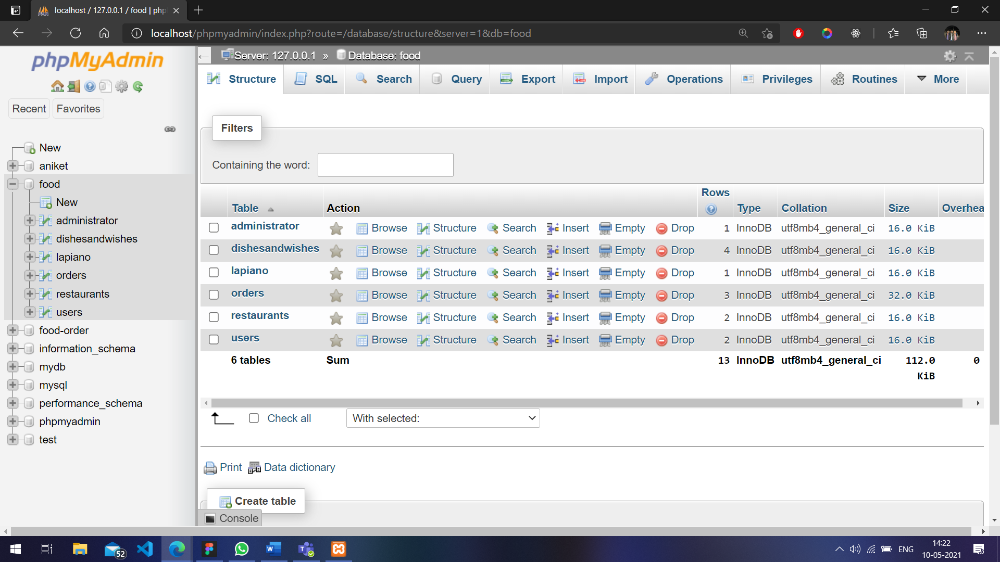 localhost / 127.0.0.1 / food | php
localhost/phpmyadmin/index.php?route=/database/structure&server=1&db=food
phpMyAdmin
Recent Favorites
New
aniket
food
New
administrator
dishesandwishes
lapiano
orders
restaurants
users
food-order
information_schema
mydb
mysql
performance_schema
phpmyadmin
test
Server: 127.0.0.1 » Database: food
Structure SQL Search Query Export Import Operations Privileges Routines More
Filters
Containing the word:
Table Action Rows Type Collation Size Overhea
administrator Browse Structure Search Insert Empty Drop 1 InnoDB utf8mb4_general_ci 16.0 KiB
dishesandwishes Browse Structure Search Insert Empty Drop 4 InnoDB utf8mb4_general_ci 16.0 KiB
lapiano Browse Structure Search Insert Empty Drop 1 InnoDB utf8mb4_general_ci 16.0 KiB
orders Browse Structure Search Insert Empty Drop 3 InnoDB utf8mb4_general_ci 32.0 KiB
restaurants Browse Structure Search Insert Empty Drop 2 InnoDB utf8mb4_general_ci 16.0 KiB
users Browse Structure Search Insert Empty Drop 2 InnoDB utf8mb4_general_ci 16.0 KiB
6 tables Sum 13 InnoDB utf8mb4_general_ci 112.0 KiB 0
Check all With selected:
Print Data dictionary
Create table
Console
52
ENG
14:22
10-05-2021